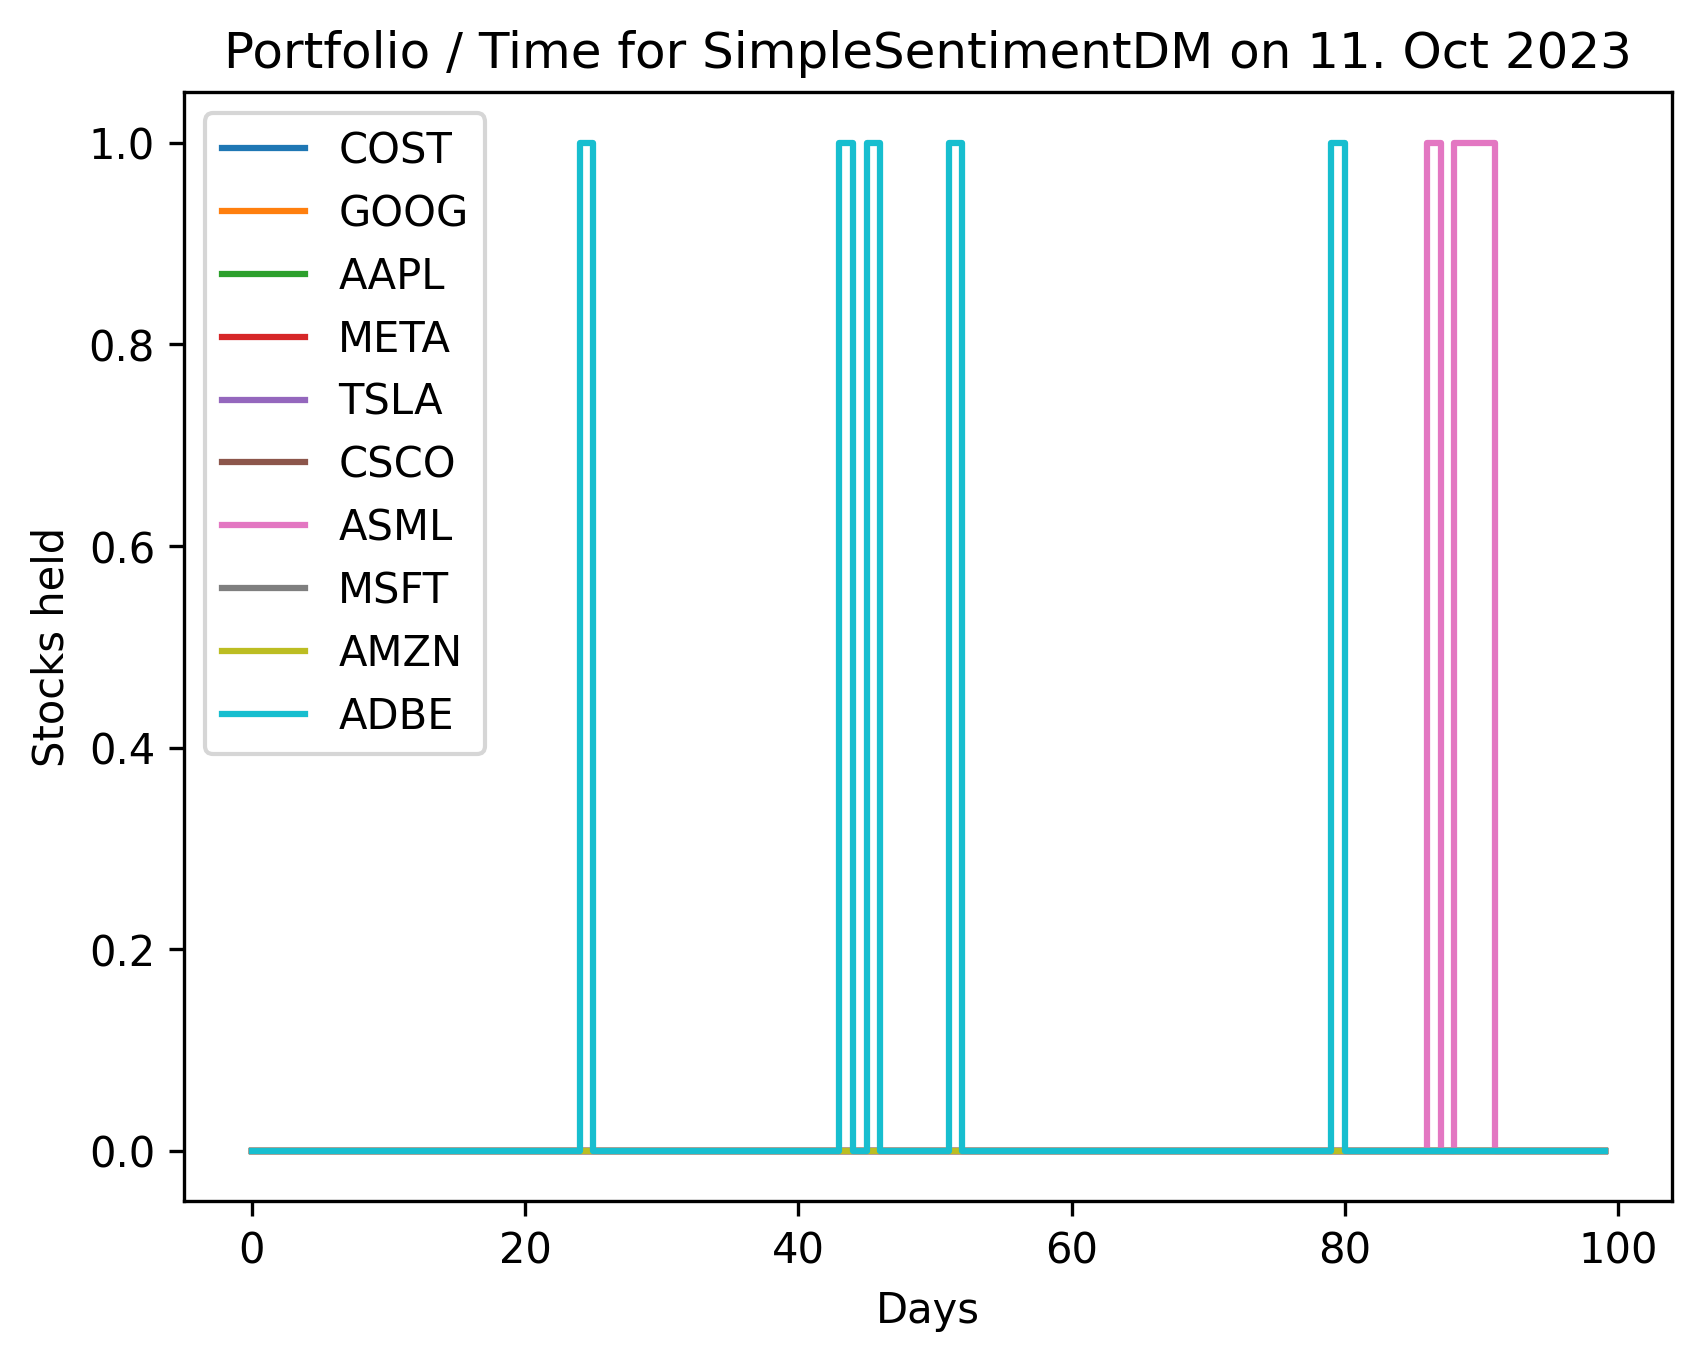 Portfolio / Time for SimpleSentimentDM on 11. Oct 2023
COST
GOOG
AAPL
META
TSLA
CSCO
ASML
MSFT
AMZN
ADBE
1.0
0.8
0.6
0.4
0.2
0.0
Stocks held
0 20 40 60 80 100
Days